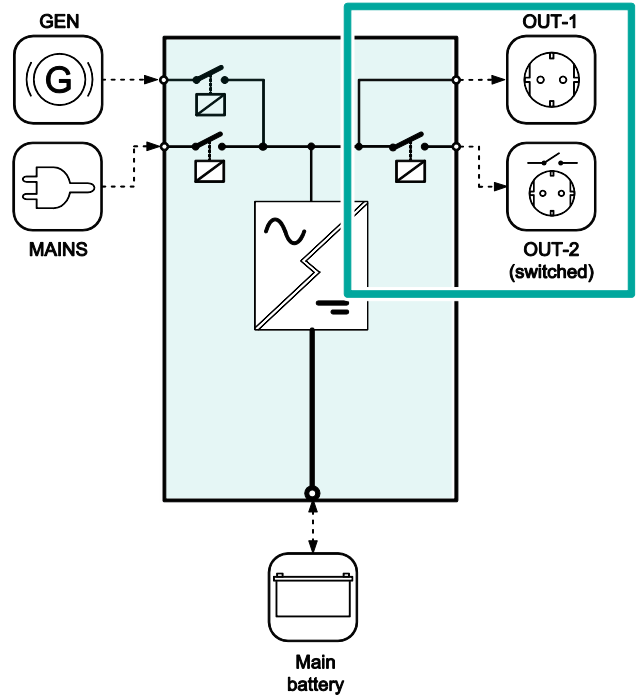 GEN
OUT-1
G
MAINS
OUT-2
(switched)
Main
battery